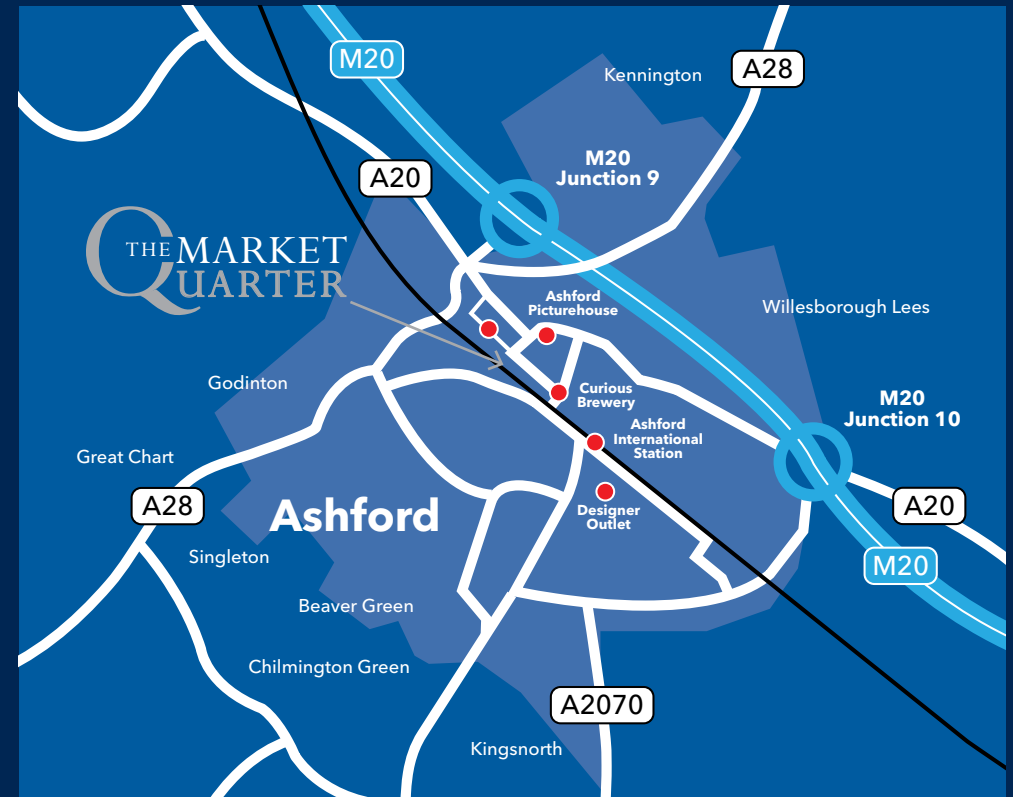 M20
Kennington
A28
M20
Junction 9
A20
THE MARKET
QUARTER
Ashford
Picturehouse
Willesborough Lees
Godinton
Curious
Brewery
M20
Junction 10
Ashford
International
Station
Great Chart
A28
Ashford
Designer
Outlet
A20
Singleton
M20
Beaver Green
Chilmington Green
A2070
Kingsnorth